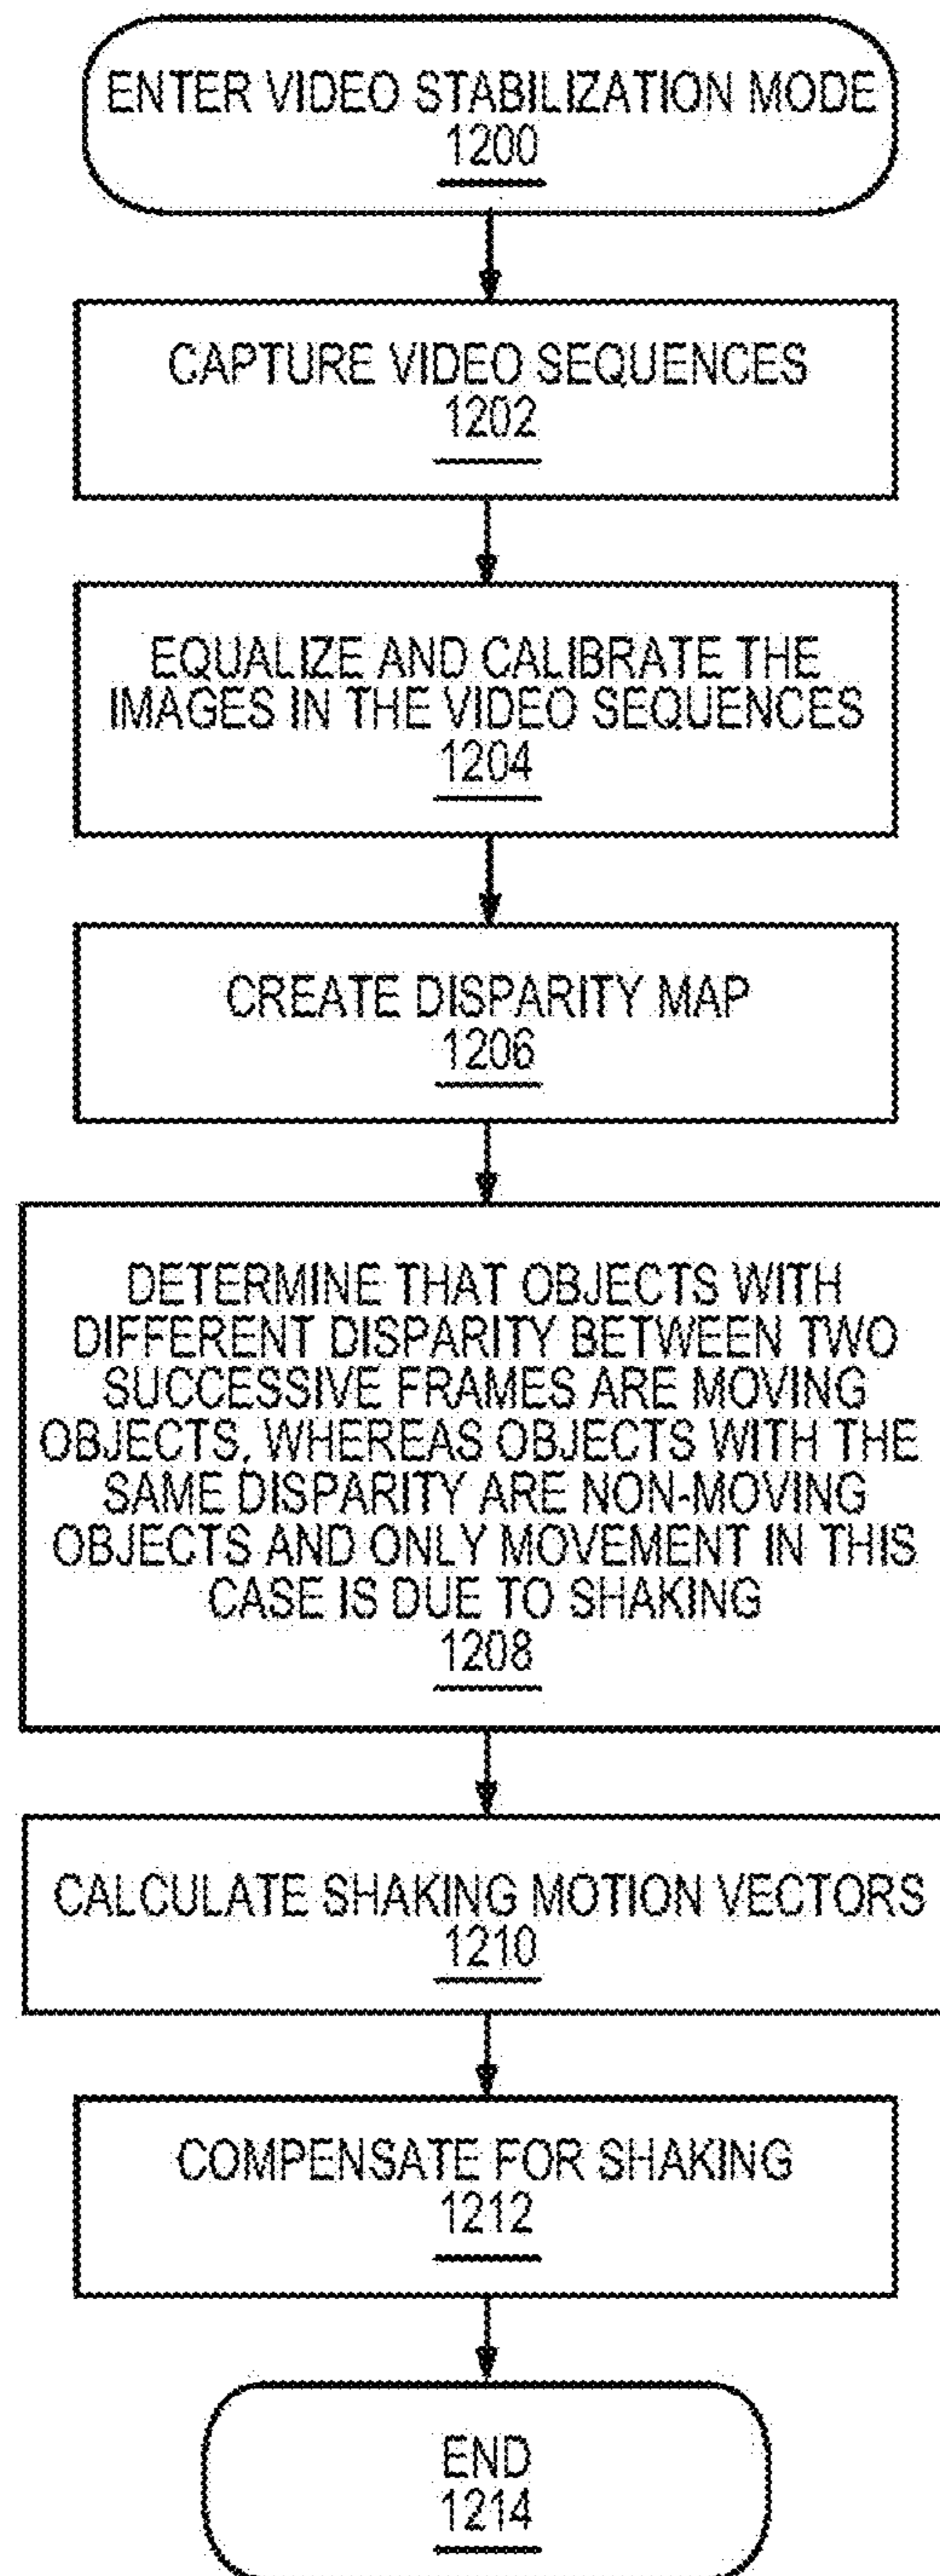 ENTER VIDEO STABILIZATION MODE
1200
CAPTURE VIDEO SEQUENCES
1202
EQUALIZE AND CALIBRATE THE
IMAGES IN THE VIDEO SEQUENCES
1204
CREATE DISPARITY MAP
1206
DETERMINE THAT OBJECTS WITH
DIFFERENT DISPARITY BETWEEN TWO
SUCCESSIVE FRAMES ARE MOVING
OBJECTS, WHEREAS OBJECTS WITH THE
SAME DISPARITY ARE NON-MOVING
OBJECTS AND ONLY MOVEMENT IN THIS
CASE IS DUE TO SHAKING
1208
CALCULATE SHAKING MOTION VECTORS
1210
COMPENSATE FOR SHAKING
1212
END
1214